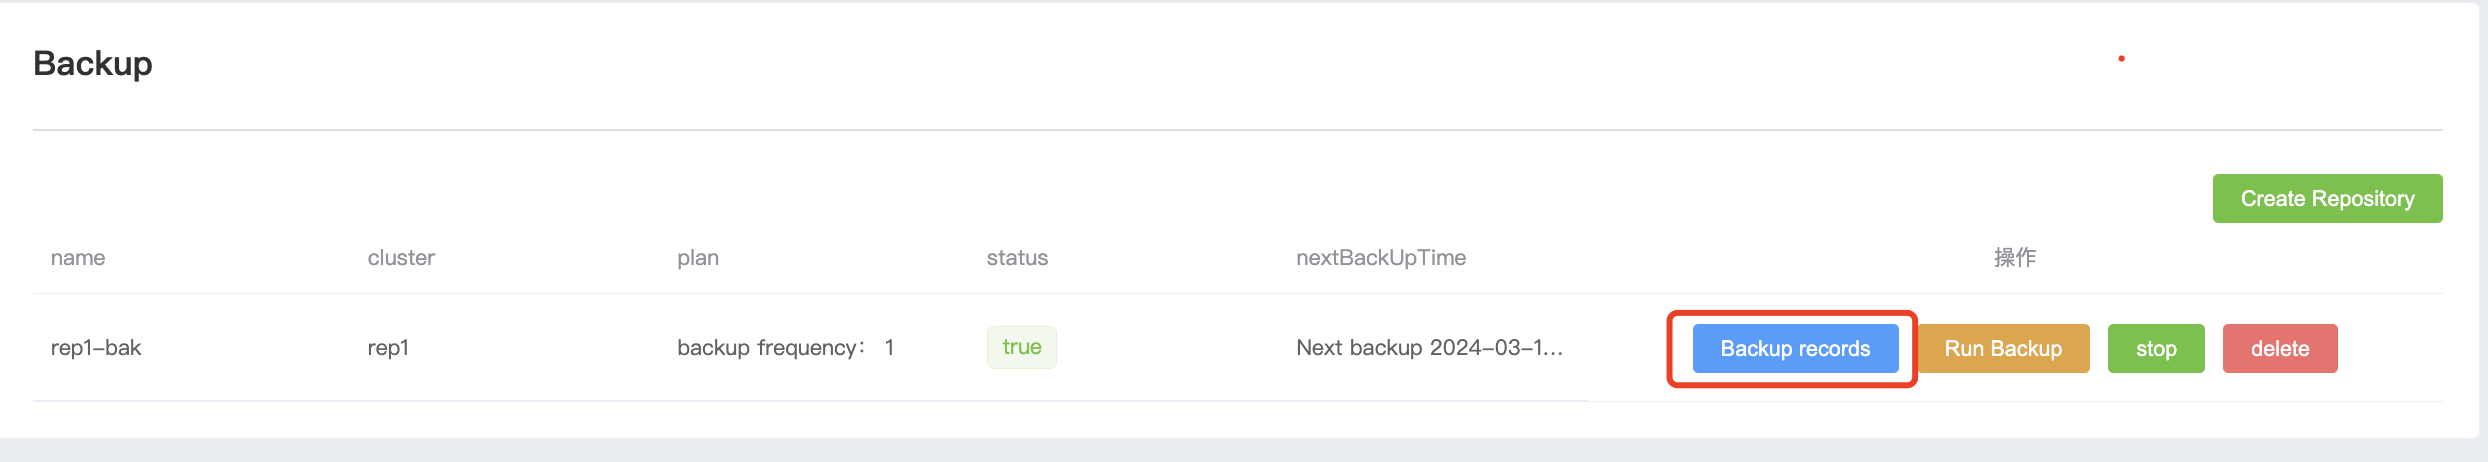 Backup
Create Repository
name cluster plan status nextBackUpTime 操作
rep1-bak rep1 backup frequency： 1 true Next backup 2024-03-1... Backup records Run Backup stop delete